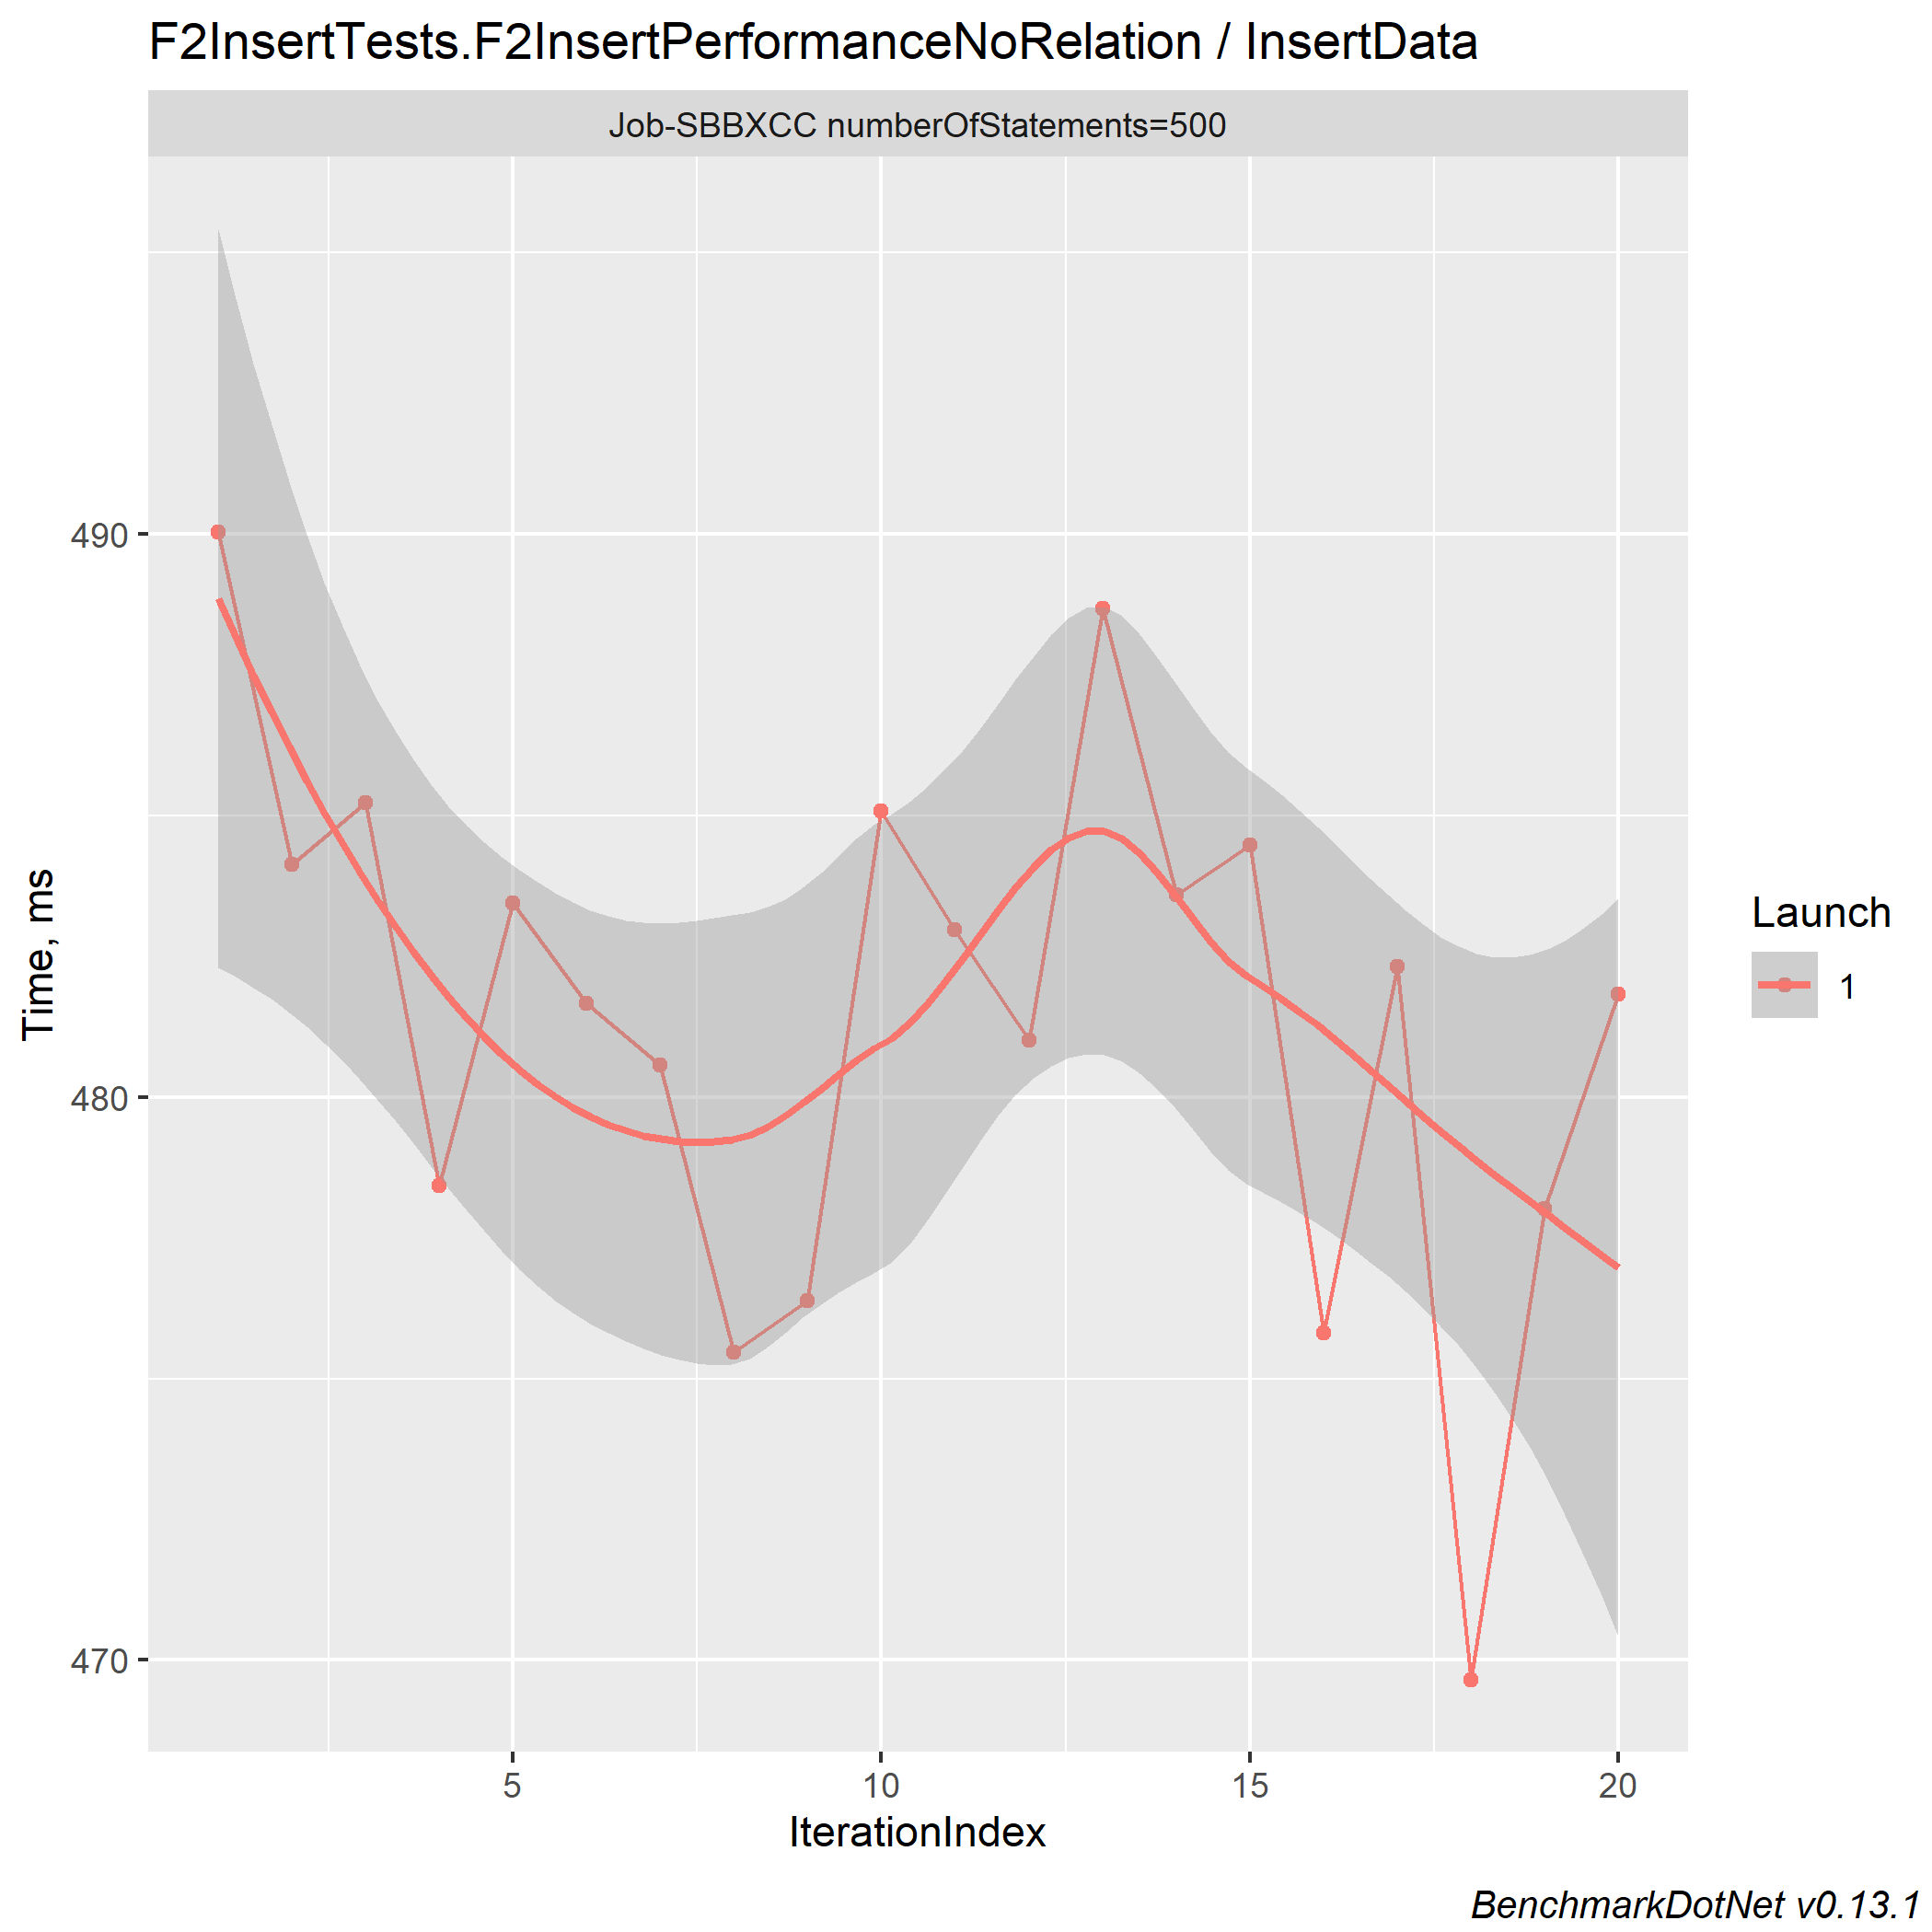 F2InsertTests.F2InsertPerformanceNoRelation / InsertData
Job-SBBXCC numberOfStatements=500
490
480
470
Time, ms
5 10 15 20
IterationIndex
Launch
1
BenchmarkDotNet v0.13.1